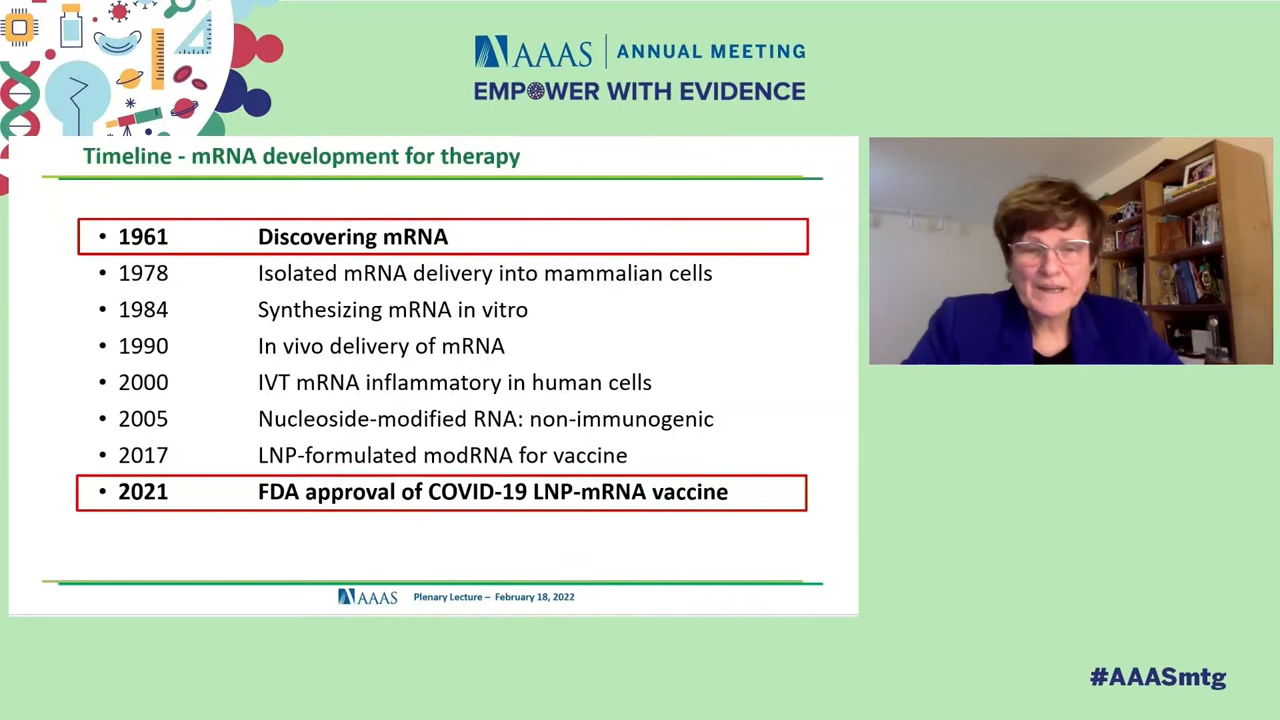 AAAS ANNUAL MEETING
EMPOWER WITH EVIDENCE
Timeline - mRNA development for therapy
• 1961 Discovering mRNA
• 1978 Isolated mRNA delivery into mammalian cells
• 1984 Synthesizing mRNA in vitro
• 1990 In vivo delivery of mRNA
• 2000 IVT mRNA inflammatory in human cells
• 2005 Nucleoside-modified RNA: non-immunogenic
• 2017 LNP-formulated modRNA for vaccine
• 2021 FDA approval of COVID-19 LNP-mRNA vaccine
AAAS Plenary Lecture – February 18, 2022
#AAASmtg